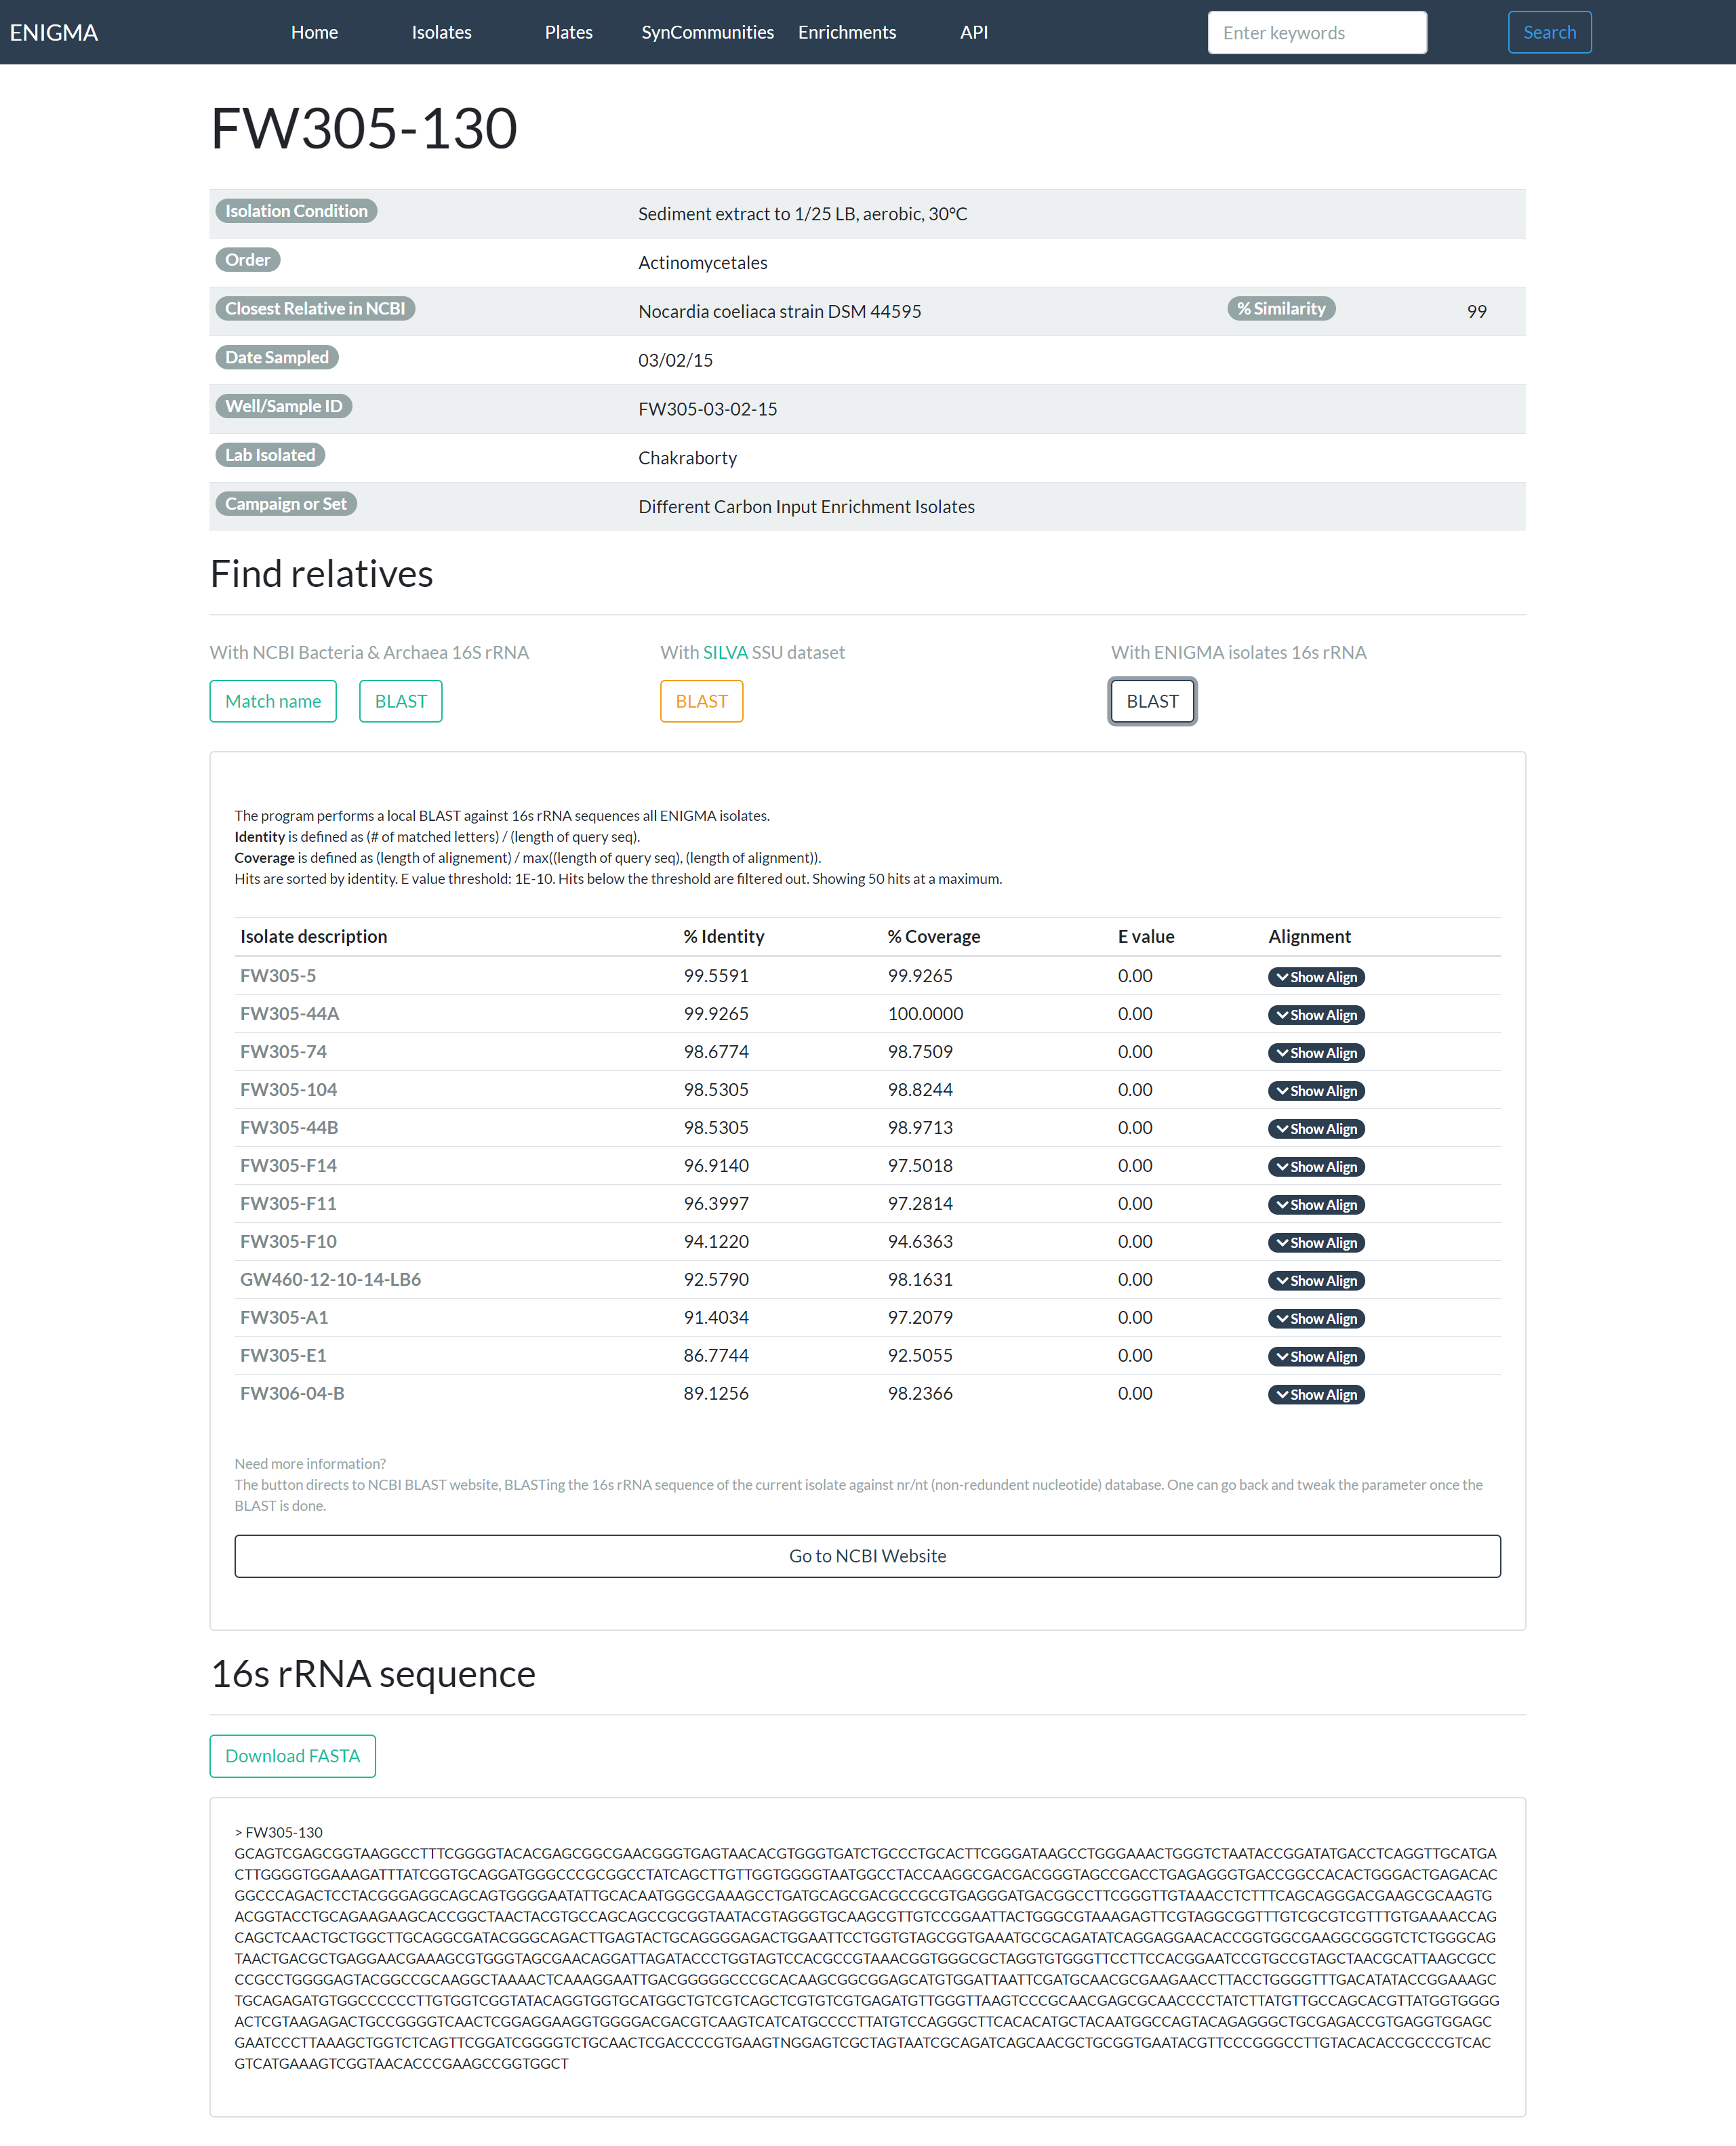 ENIGMA Home Isolates Plates SynCommunities Enrichments API Enter keywords Search
FW305-130
Isolation Condition Sediment extract to 1/25 LB, aerobic, 30°C
Order Actinomycetales
Closest Relative in NCBI Nocardia coeliaca strain DSM 44595 % Similarity 99
Date Sampled 03/02/15
Well/Sample ID FW305-03-02-15
Lab Isolated Chakraborty
Campaign or Set Different Carbon Input Enrichment Isolates
Find relatives
With NCBI Bacteria & Archaea 16S rRNA With SILVA SSU dataset With ENIGMA isolates 16s rRNA
Match name BLAST BLAST BLAST
The program performs a local BLAST against 16s rRNA sequences all ENIGMA isolates.
Identity is defined as (# of matched letters) / (length of query seq).
Coverage is defined as (length of alignement) / max((length of query seq), (length of alignment)).
Hits are sorted by identity. E value threshold: 1E-10. Hits below the threshold are filtered out. Showing 50 hits at a maximum.
Isolate description % Identity % Coverage E value Alignment
FW305-5 99.5591 99.9265 0.00 Show Align
FW305-44A 99.9265 100.0000 0.00 Show Align
FW305-74 98.6774 98.7509 0.00 Show Align
FW305-104 98.5305 98.8244 0.00 Show Align
FW305-44B 98.5305 98.9713 0.00 Show Align
FW305-F14 96.9140 97.5018 0.00 Show Align
FW305-F11 96.3997 97.2814 0.00 Show Align
FW305-F10 94.1220 94.6363 0.00 Show Align
GW460-12-10-14-LB6 92.5790 98.1631 0.00 Show Align
FW305-A1 91.4034 97.2079 0.00 Show Align
FW305-E1 86.7744 92.5055 0.00 Show Align
FW306-04-B 89.1256 98.2366 0.00 Show Align
Need more information?
The button directs to NCBI BLAST website, BLASTing the 16s rRNA sequence of the current isolate against nr/nt (non-redundent nucleotide) database. One can go back and tweak the parameter once the
BLAST is done.
Go to NCBI Website
16s rRNA sequence
Download FASTA
> FW305-130
GCAGTCGAGCGGTAAGGCCTTTCGGGGTACACGAGCGGCGAACGGGTGAGTAACACGTGGGTGATCTGCCCTGCACTTCGGGATAAGCCTGGGAAACTGGGTCTAATACCGGATATGACCTCAGGTTGCATGA
CTTGGGGTGGAAAGATTTATCGGTGCAGGATGGGCCCGCGGCCTATCAGCTTGTTGGTGGGGTAATGGCCTACCAAGGCGACGACGGGTAGCCGACCTGAGAGGGTGACCGGCCACACTGGGACTGAGACAC
GGCCCAGACTCCTACGGGAGGCAGCAGTGGGGAATATTGCACAATGGGCGAAAGCCTGATGCAGCGACGCCGCGTGAGGGATGACGGCCTTCGGGTTGTAAACCTCTTTCAGCAGGGACGAAGCGCAAGTG
ACGGTACCTGCAGAAGAAGCACCGGCTAACTACGTGCCAGCAGCCGCGGTAATACGTAGGGTGCAAGCGTTGTCCGGAATTACTGGGCGTAAAGAGTTCGTAGGCGGTTTGTCGCGTCGTTTGTGAAAACCAG
CAGCTCAACTGCTGGCTTGCAGGCGATACGGGCAGACTTGAGTACTGCAGGGGAGACTGGAATTCCTGGTGTAGCGGTGAAATGCGCAGATATCAGGAGGAACACCGGTGGCGAAGGCGGGTCTCTGGGCAG
TAACTGACGCTGAGGAACGAAAGCGTGGGTAGCGAACAGGATTAGATACCCTGGTAGTCCACGCCGTAAACGGTGGGCGCTAGGTGTGGGTTCCTTCCACGGAATCCGTGCCGTAGCTAACGCATTAAGCGCC
CCGCCTGGGGAGTACGGCCGCAAGGCTAAAACTCAAAGGAATTGACGGGGGCCCGCACAAGCGGCGGAGCATGTGGATTAATTCGATGCAACGCGAAGAACCTTACCTGGGGTTTGACATATACCGGAAAGC
TGCAGAGATGTGGCCCCCCTTGTGGTCGGTATACAGGTGGTGCATGGCTGTCGTCAGCTCGTGTCGTGAGATGTTGGGTTAAGTCCCGCAACGAGCGCAACCCCTATCTTATGTTGCCAGCACGTTATGGTGGGG
ACTCGTAAGAGACTGCCGGGGTCAACTCGGAGGAAGGTGGGGACGACGTCAAGTCATCATGCCCCTTATGTCCAGGGCTTCACACATGCTACAATGGCCAGTACAGAGGGCTGCGAGACCGTGAGGTGGAGC
GAATCCCTTAAAGCTGGTCTCAGTTCGGATCGGGGTCTGCAACTCGACCCCGTGAAGTNGGAGTCGCTAGTAATCGCAGATCAGCAACGCTGCGGTGAATACGTTCCCGGGCCTTGTACACACCGCCCGTCAC
GTCATGAAAGTCGGTAACACCCGAAGCCGGTGGCT